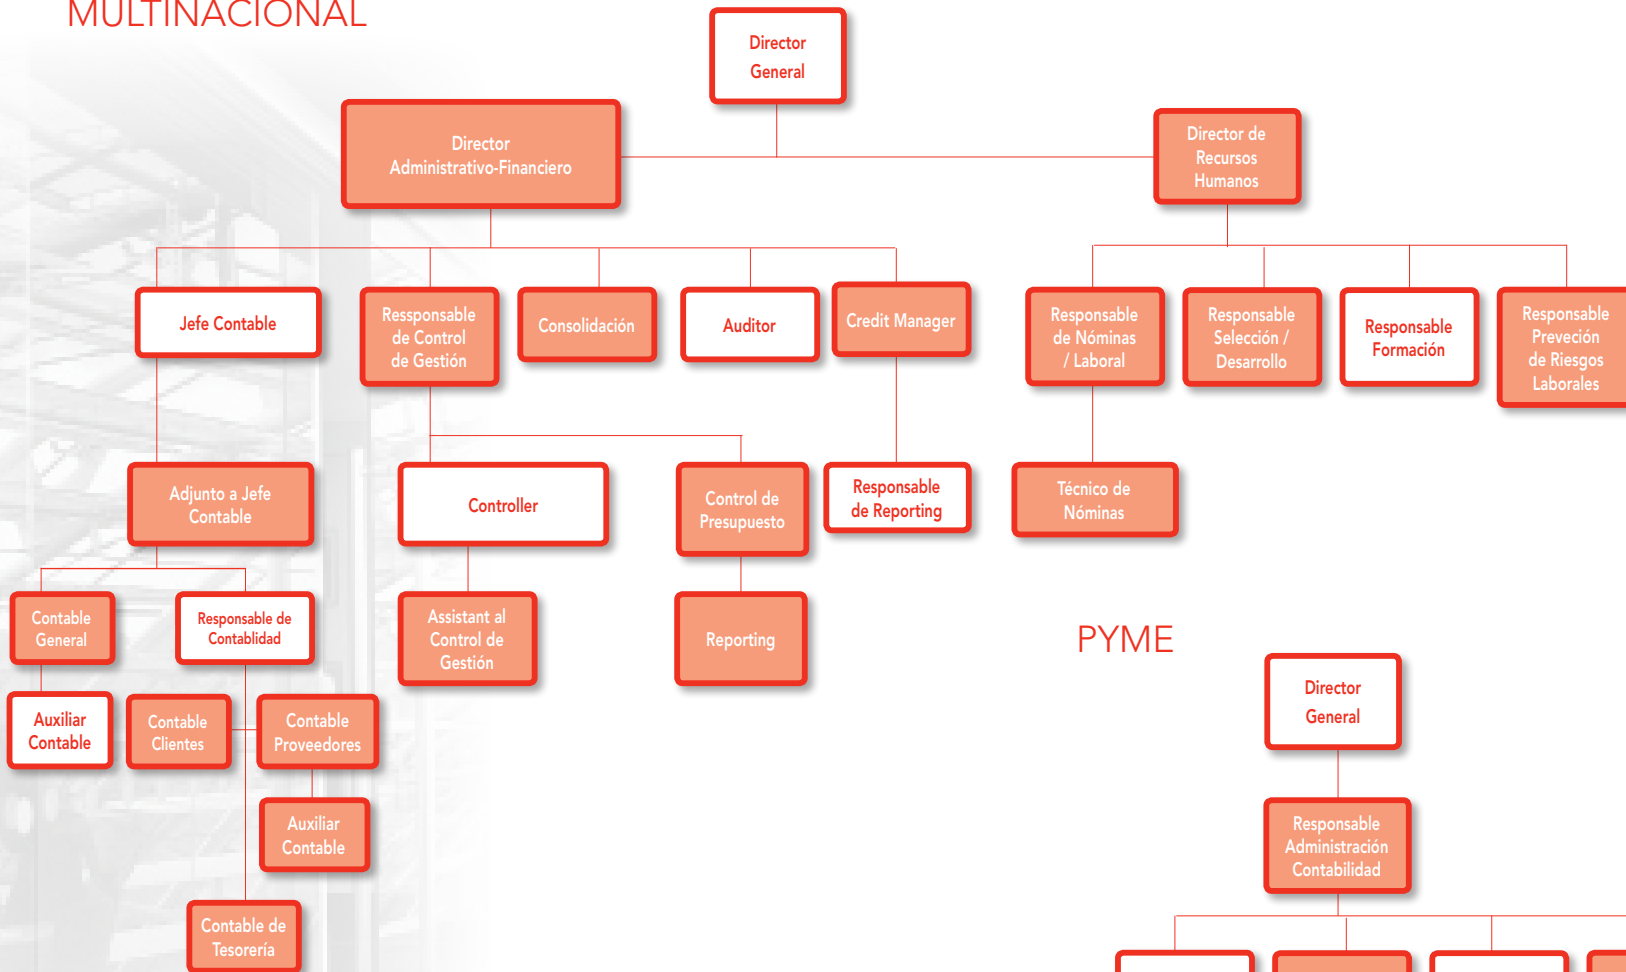 MULTINACIONAL
Director
General
Director
Administrativo-Financiero
Director de
Recursos
Humanos
Jefe Contable
Ressponsable
de Control
de Gestión
Consolidación
Auditor
Credit Manager
Responsable
de Nóminas
/ Laboral
Responsable
Selección /
Desarrollo
Responsable
Formación
Responsable
Preveción
de Riesgos
Laborales
Adjunto a Jefe
Contable
Controller
Control de
Presupuesto
Responsable
de Reporting
Técnico de
Nóminas
Contable
General
Responsable de
Contablidad
Assistant al
Control de
Gestión
Reporting
Auxiliar
Contable
Contable
Clientes
Contable
Proveedores
Auxiliar
Contable
Contable de
Tesorería
PYME
Director
General
Responsable
Administración
Contabilidad